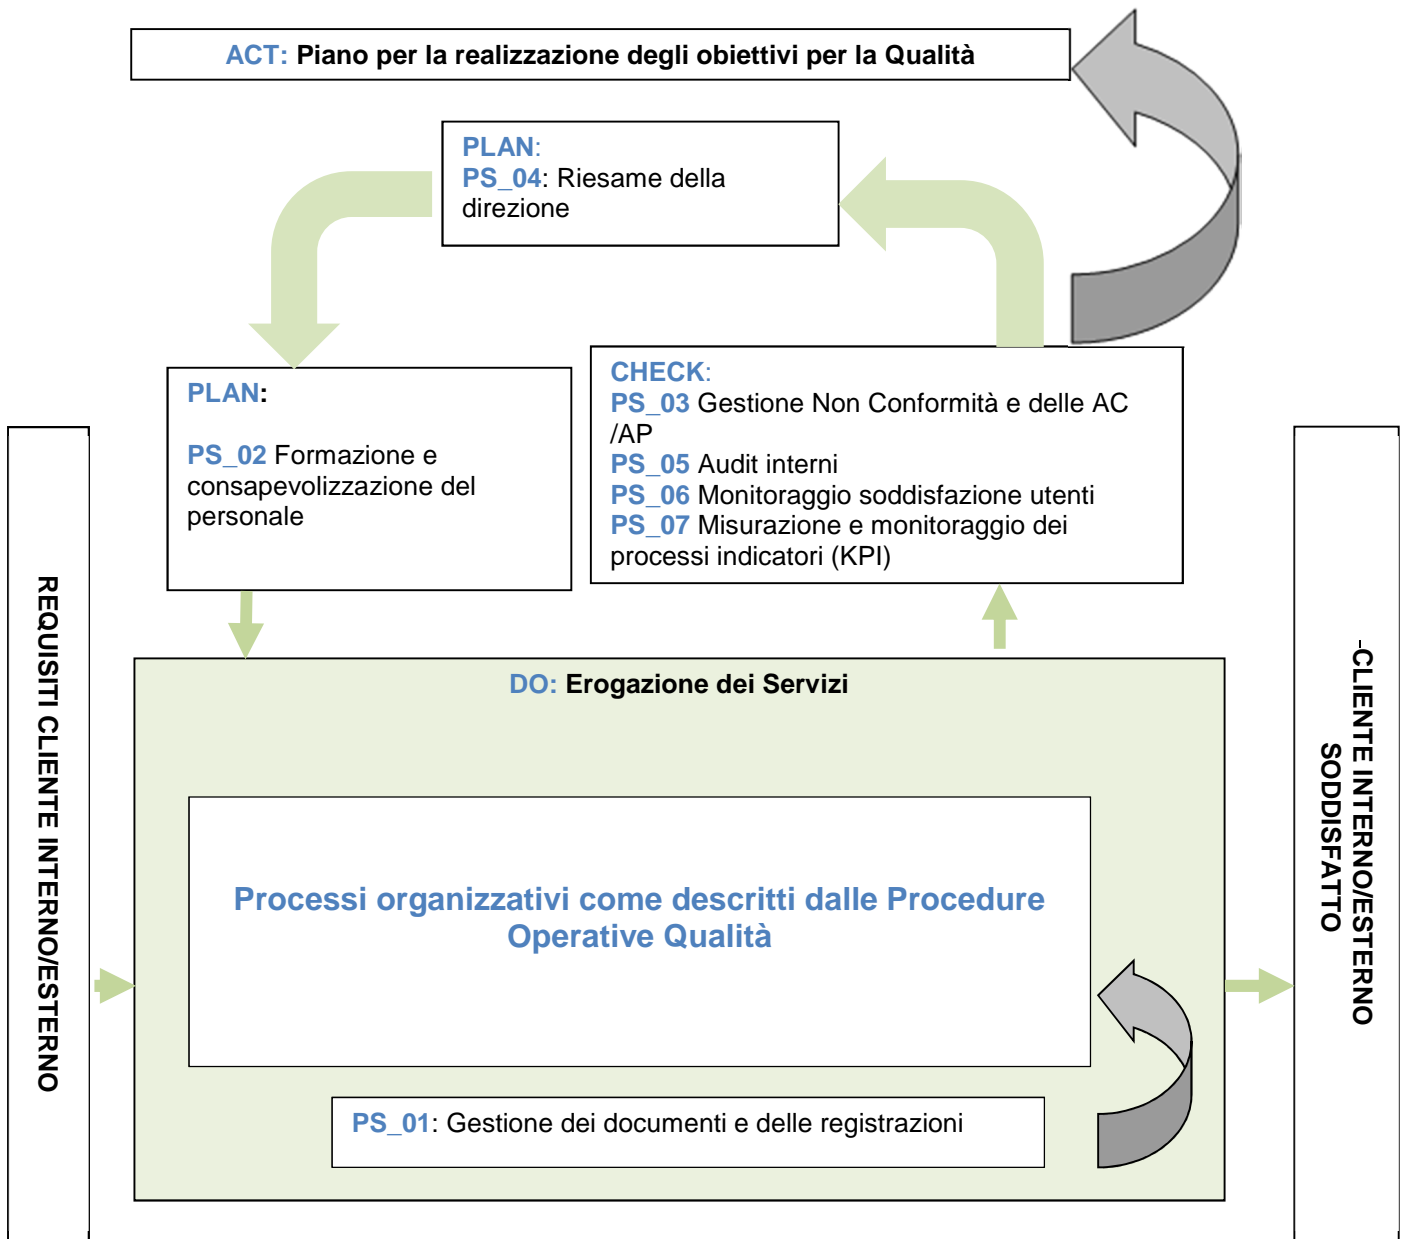 ACT: Piano per la realizzazione degli obiettivi per la Qualità
PLAN:
PS_04: Riesame della
direzione
PLAN:
PS_02 Formazione e
consapevolizzazione del
personale
CHECK:
PS_03 Gestione Non Conformità e delle AC
/AP
PS_05 Audit interni
PS_06 Monitoraggio soddisfazione utenti
PS_07 Misurazione e monitoraggio dei
processi indicatori (KPI)
REQUISITI CLIENTE INTERNO/ESTERNO
DO: Erogazione dei Servizi
Processi organizzativi come descritti dalle Procedure
Operative Qualità
PS_01: Gestione dei documenti e delle registrazioni
-CLIENTE INTERNO/ESTERNO
SODDISFATTO